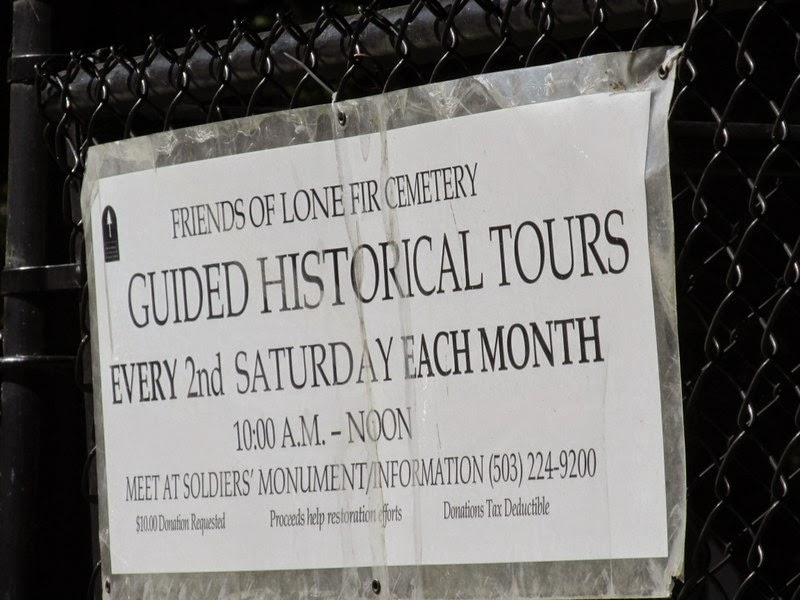 FRIENDS OF LONE FIR CEMETERY
GUIDED HISTORICAL TOURS
EVERY 2nd SATURDAY EACH MONTH
10:00 A.M. – NOON
MEET AT SOLDIERS' MONUMENT/INFORMATION (503) 224-9200
$10.00 Donation Requested Proceeds help restoration efforts Donations Tax Deductible